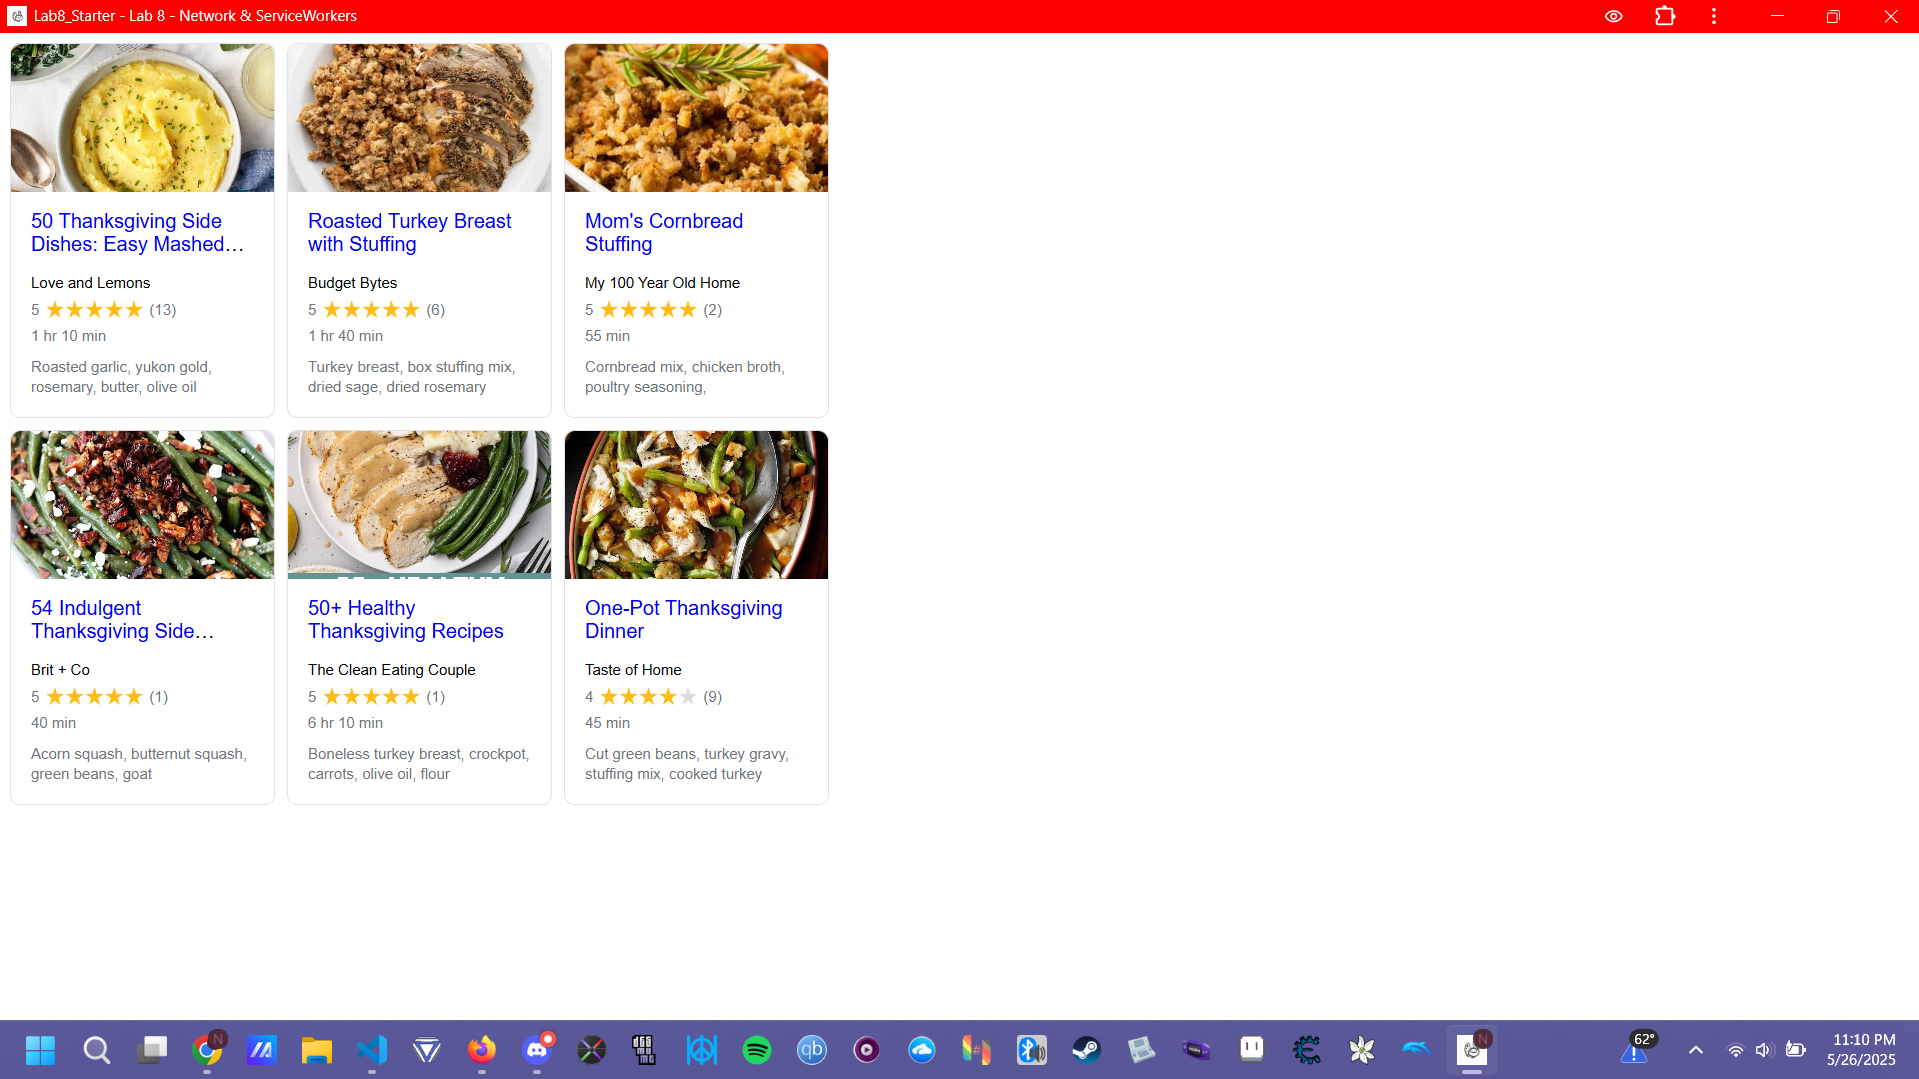 Lab8_Starter - Lab 8 - Network & ServiceWorkers
50 Thanksgiving Side
Dishes: Easy Mashed…
Love and Lemons
5 (13)
1 hr 10 min
Roasted garlic, yukon gold,
rosemary, butter, olive oil
Roasted Turkey Breast
with Stuffing
Budget Bytes
5 (6)
1 hr 40 min
Turkey breast, box stuffing mix,
dried sage, dried rosemary
Mom's Cornbread
Stuffing
My 100 Year Old Home
5 (2)
55 min
Cornbread mix, chicken broth,
poultry seasoning,
54 Indulgent
Thanksgiving Side…
Brit + Co
5 (1)
40 min
Acorn squash, butternut squash,
green beans, goat
50+ Healthy
Thanksgiving Recipes
The Clean Eating Couple
5 (1)
6 hr 10 min
Boneless turkey breast, crockpot,
carrots, olive oil, flour
One-Pot Thanksgiving
Dinner
Taste of Home
4 (9)
45 min
Cut green beans, turkey gravy,
stuffing mix, cooked turkey
N
qb
N
62°
11:10 PM
5/26/2025